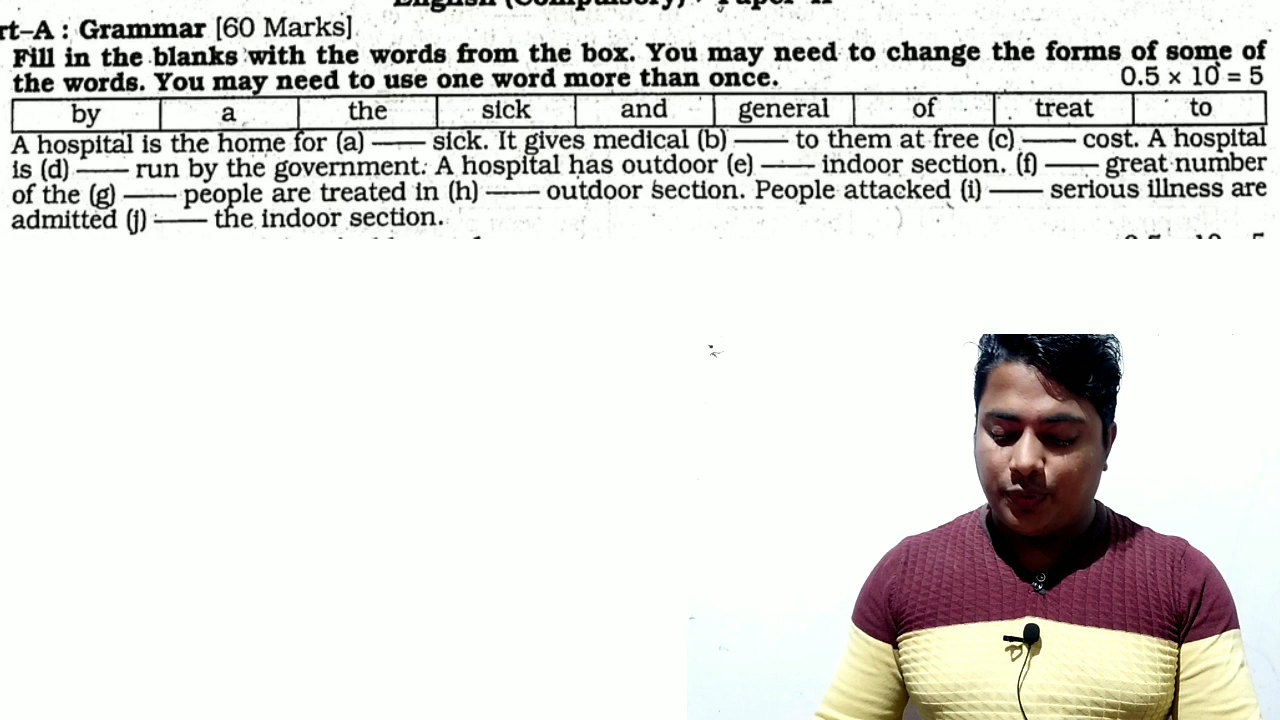 English (Compulsory) : Paper-II
rt–A : Grammar [60 Marks]
Fill in the blanks with the words from the box. You may need to change the forms of some of
the words. You may need to use one word more than once. 0.5 × 10 = 5
by a the sick and general of treat to
A hospital is the home for (a) —— sick. It gives medical (b) —— to them at free (c) —— cost. A hospital
is (d) —— run by the government. A hospital has outdoor (e) —— indoor section. (f) —— great number
of the (g) —— people are treated in (h) —— outdoor section. People attacked (i) —— serious illness are
admitted (j) —— the indoor section.